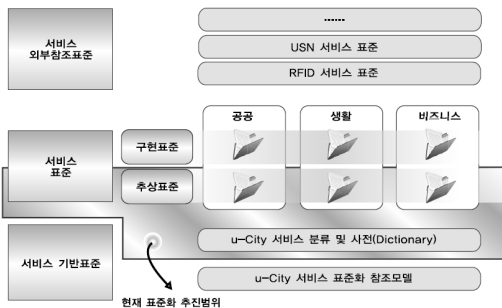 ------
서비스
외부참조표준
USN 서비스 표준
RFID 서비스 표준
공공
생활
비즈니스
서비스
표준
구현표준
추상표준
서비스 기반표준
u-City 서비스 분류 및 사전(Dictionary)
u-City 서비스 표준화 참조모델
현재 표준화 추진범위